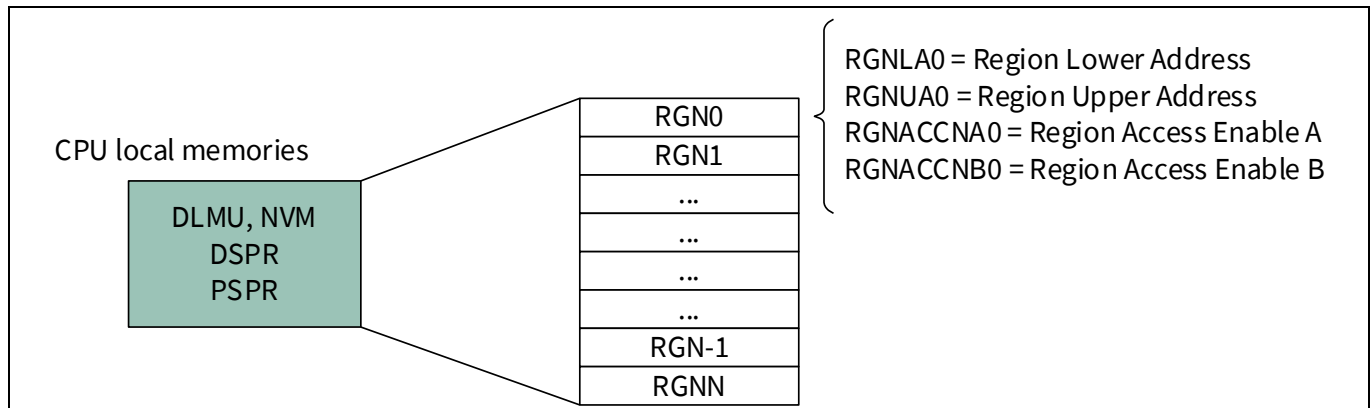 CPU local memories
DLMU, NVM
DSPR
PSPR
RGN0
RGN1
...
...
...
...
RGN-1
RGNN
RGNLA0 = Region Lower Address
RGNUA0 = Region Upper Address
RGNACCNA0 = Region Access Enable A
RGNACCNB0 = Region Access Enable B